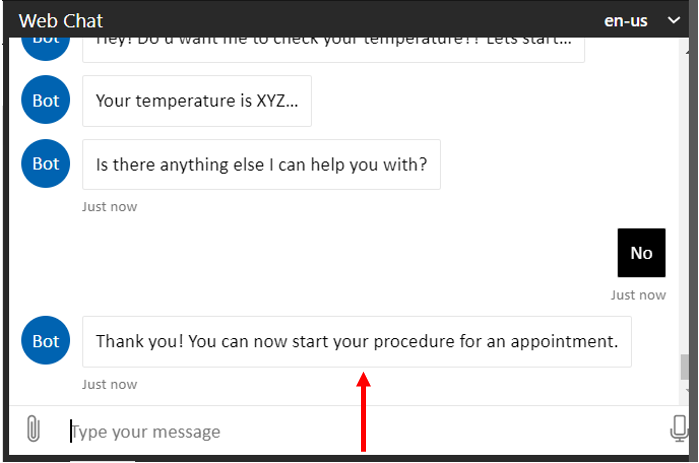 Web Chat
en-us
Bot
Hey! Do u want me to check your temperature?? Lets start...
Bot
Your temperature is XYZ...
Bot
Is there anything else I can help you with?
Just now
No
Just now
Bot
Thank you! You can now start your procedure for an appointment.
Just now
Type your message